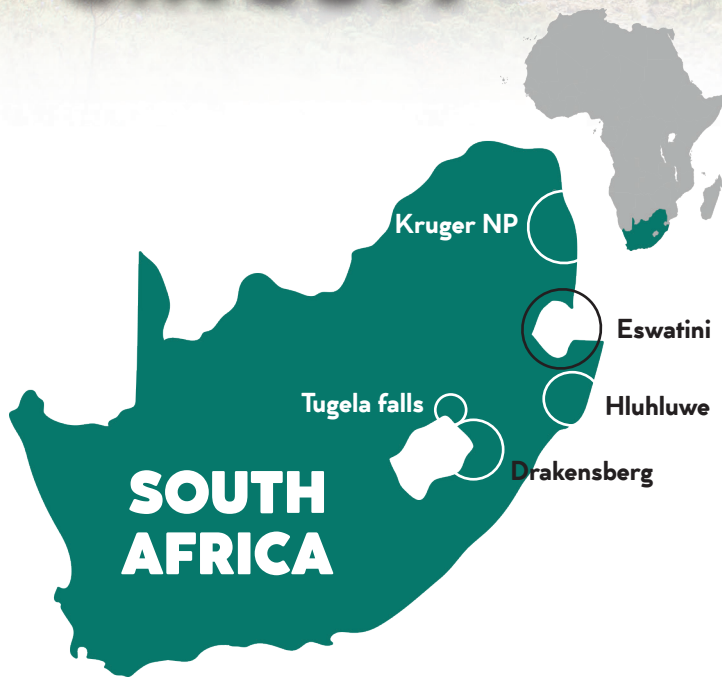 Kruger NP
Eswatini
Tugela falls
Hluhluwe
Drakensberg
SOUTH
AFRICA